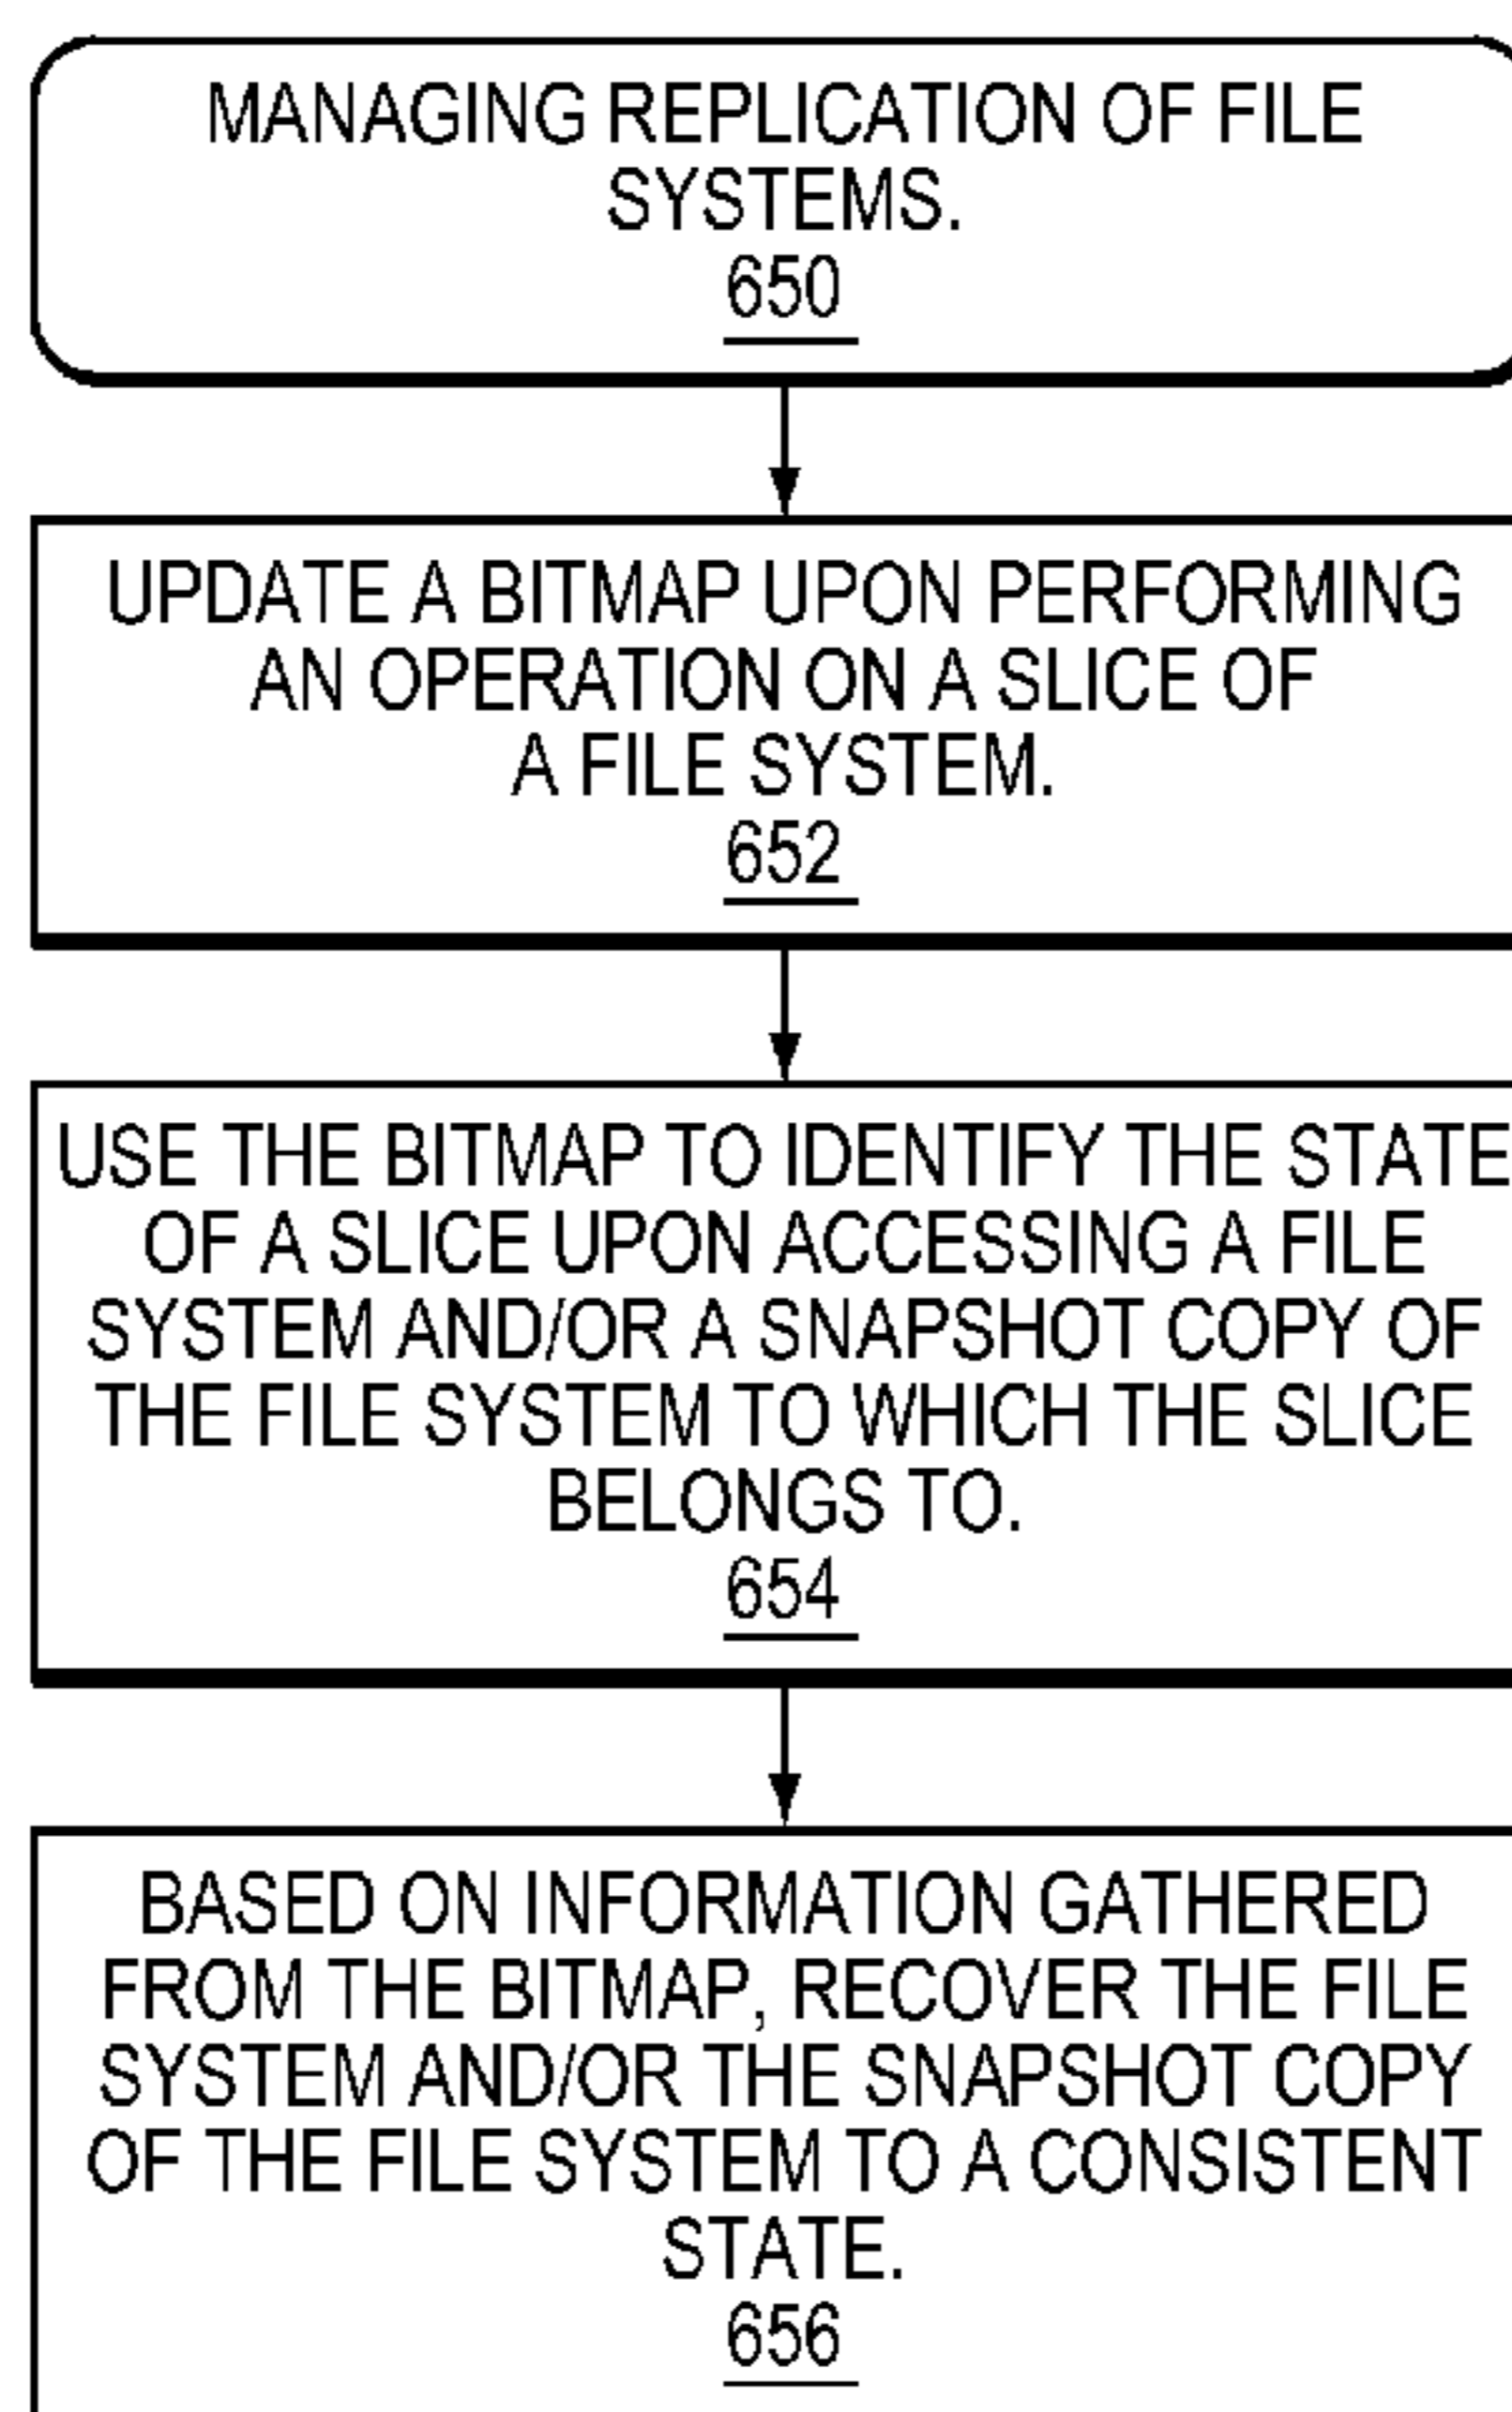 MANAGING REPLICATION OF FILE
SYSTEMS.
650
UPDATE A BITMAP UPON PERFORMING
AN OPERATION ON A SLICE OF
A FILE SYSTEM.
652
USE THE BITMAP TO IDENTIFY THE STATE
OF A SLICE UPON ACCESSING A FILE
SYSTEM AND/OR A SNAPSHOT COPY OF
THE FILE SYSTEM TO WHICH THE SLICE
BELONGS TO.
654
BASED ON INFORMATION GATHERED
FROM THE BITMAP, RECOVER THE FILE
SYSTEM AND/OR THE SNAPSHOT COPY
OF THE FILE SYSTEM TO A CONSISTENT
STATE.
656